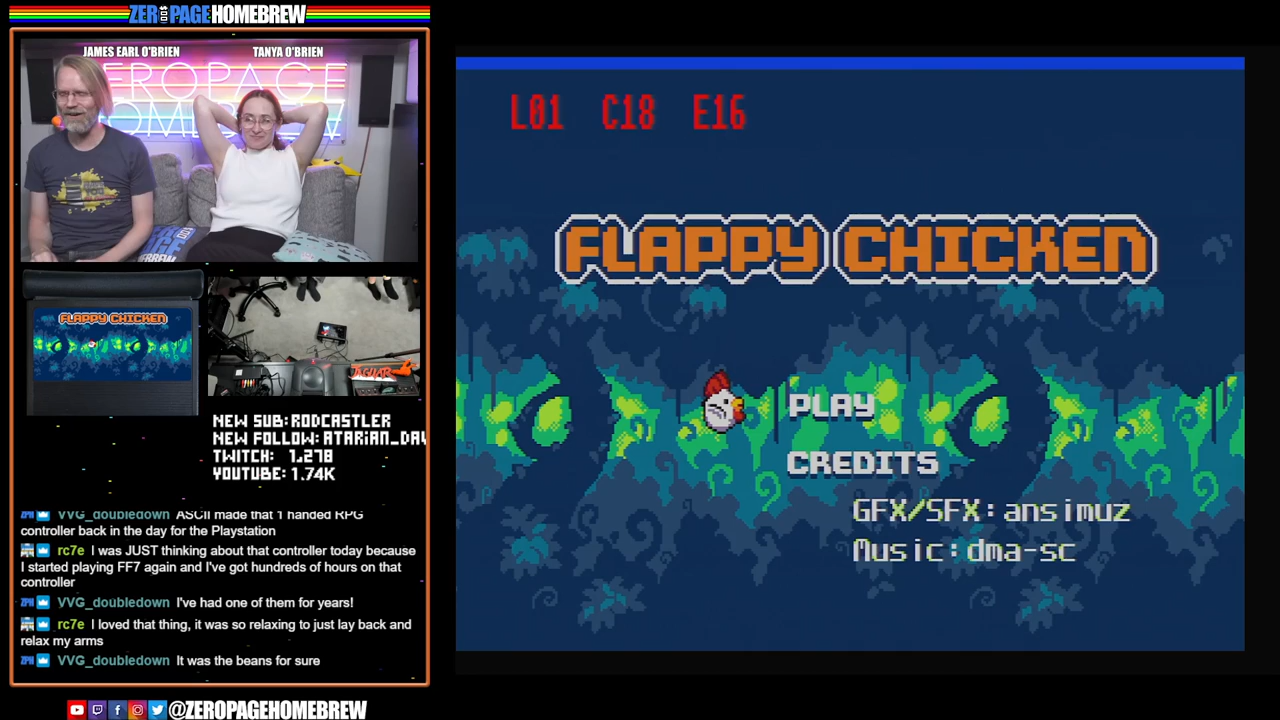 ZEROPAGE HOMEBREW
JAMES EARL O'BRIEN
TANYA O'BRIEN
FLAPPY CHICKEN
JAGUAR
NEW SUB:RODCASTLER
NEW FOLLOW:ATARIAN_DAY
TWITCH: 1,278
YOUTUBE: 1.74K
VVG_doubledown ASCII made that 1 handed RPG
controller back in the day for the Playstation
rc7e I was JUST thinking about that controller today because
I started playing FF7 again and I've got hundreds of hours on that
controller
VVG_doubledown I've had one of them for years!
rc7e I loved that thing, it was so relaxing to just lay back and
relax my arms
VVG_doubledown It was the beans for sure
@ZEROPAGEHOMEBREW
L01 C18 E16
FLAPPY CHICKEN
PLAY
CREDITS
GFX/SFX:ansimuz
Music:dma-sc